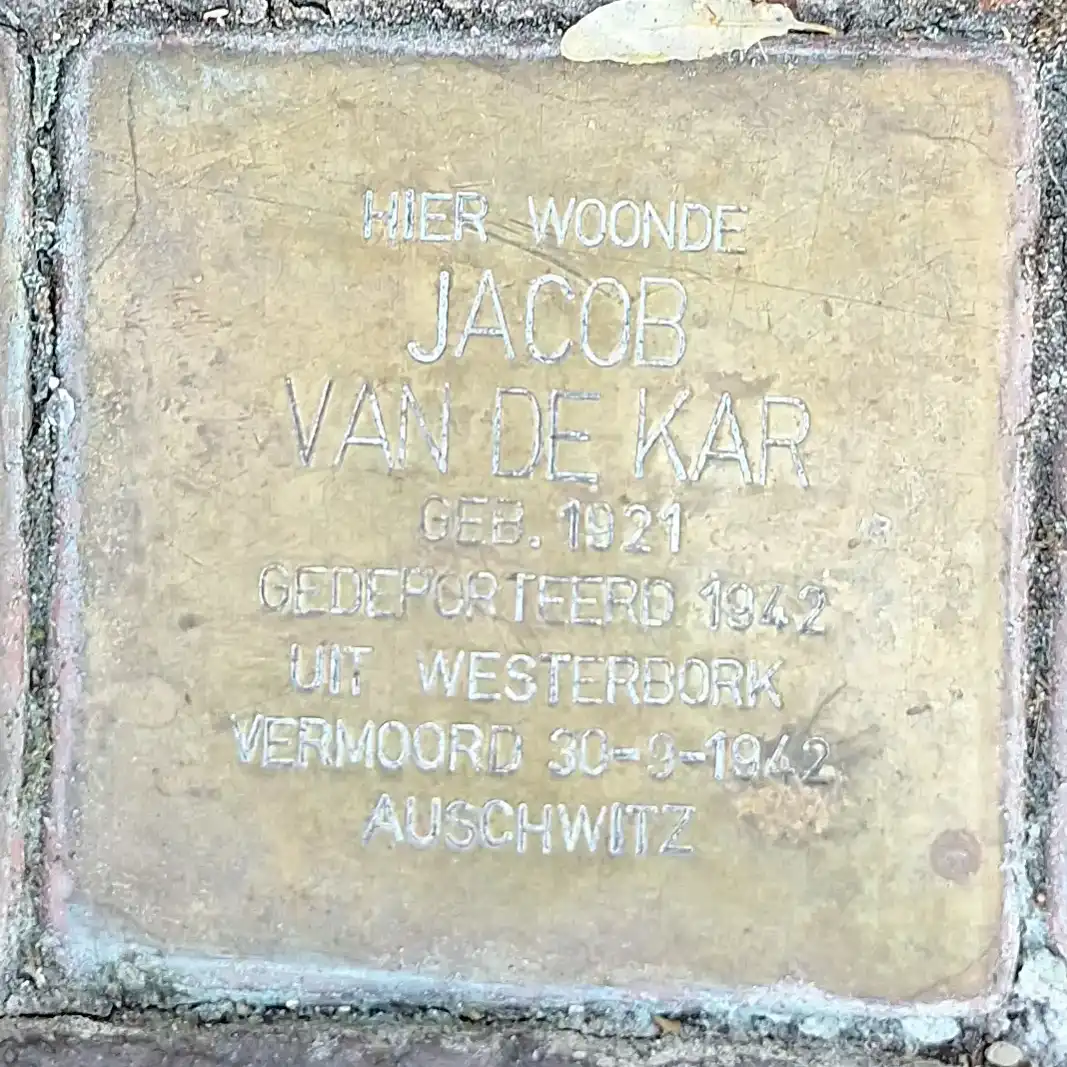 HIER WOONDE
JACOB
VAN DE KAR
GEB. 1921
GEDEPORTEERD 1942
UIT WESTERBORK
VERMOORD 30-9-1942
AUSCHWITZ